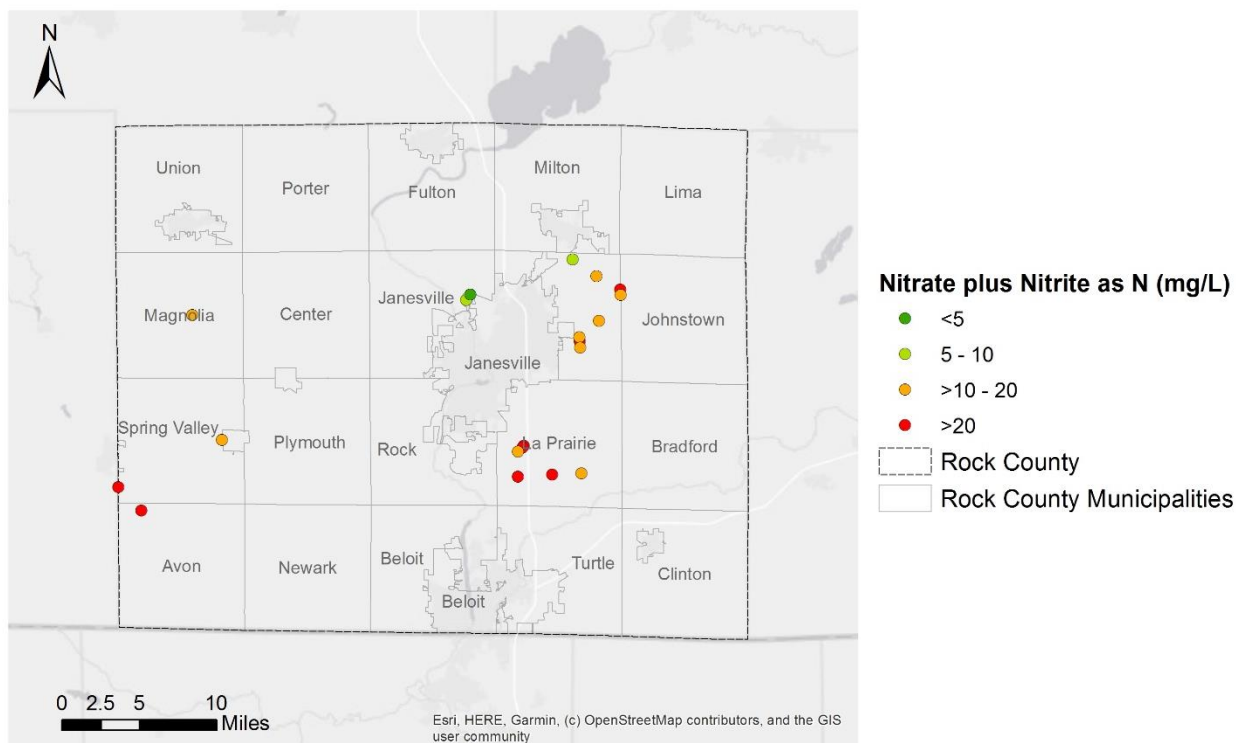 N
Union
Porter
Fulton
Milton
Lima
Magnolia
Center
Janesville
Janesville
Johnstown
Spring Valley
Plymouth
Rock
La Prairie
Bradford
Avon
Newark
Beloit
Beloit
Turtle
Clinton
0 2.5 5 10
Miles
Esri, HERE, Garmin, (c) OpenStreetMap contributors, and the GIS
user community
Nitrate plus Nitrite as N (mg/L)
<5
5 - 10
>10 - 20
>20
Rock County
Rock County Municipalities